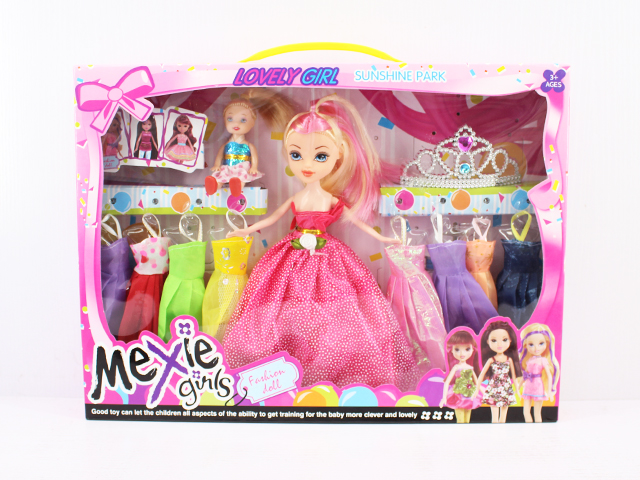 LOVELY GIRL SUNSHINE PARK
3+
AGES
Mexie
girls
Fashion
doll
Good toy can let the children all aspects of the ability to get training for the baby more clever and lovely